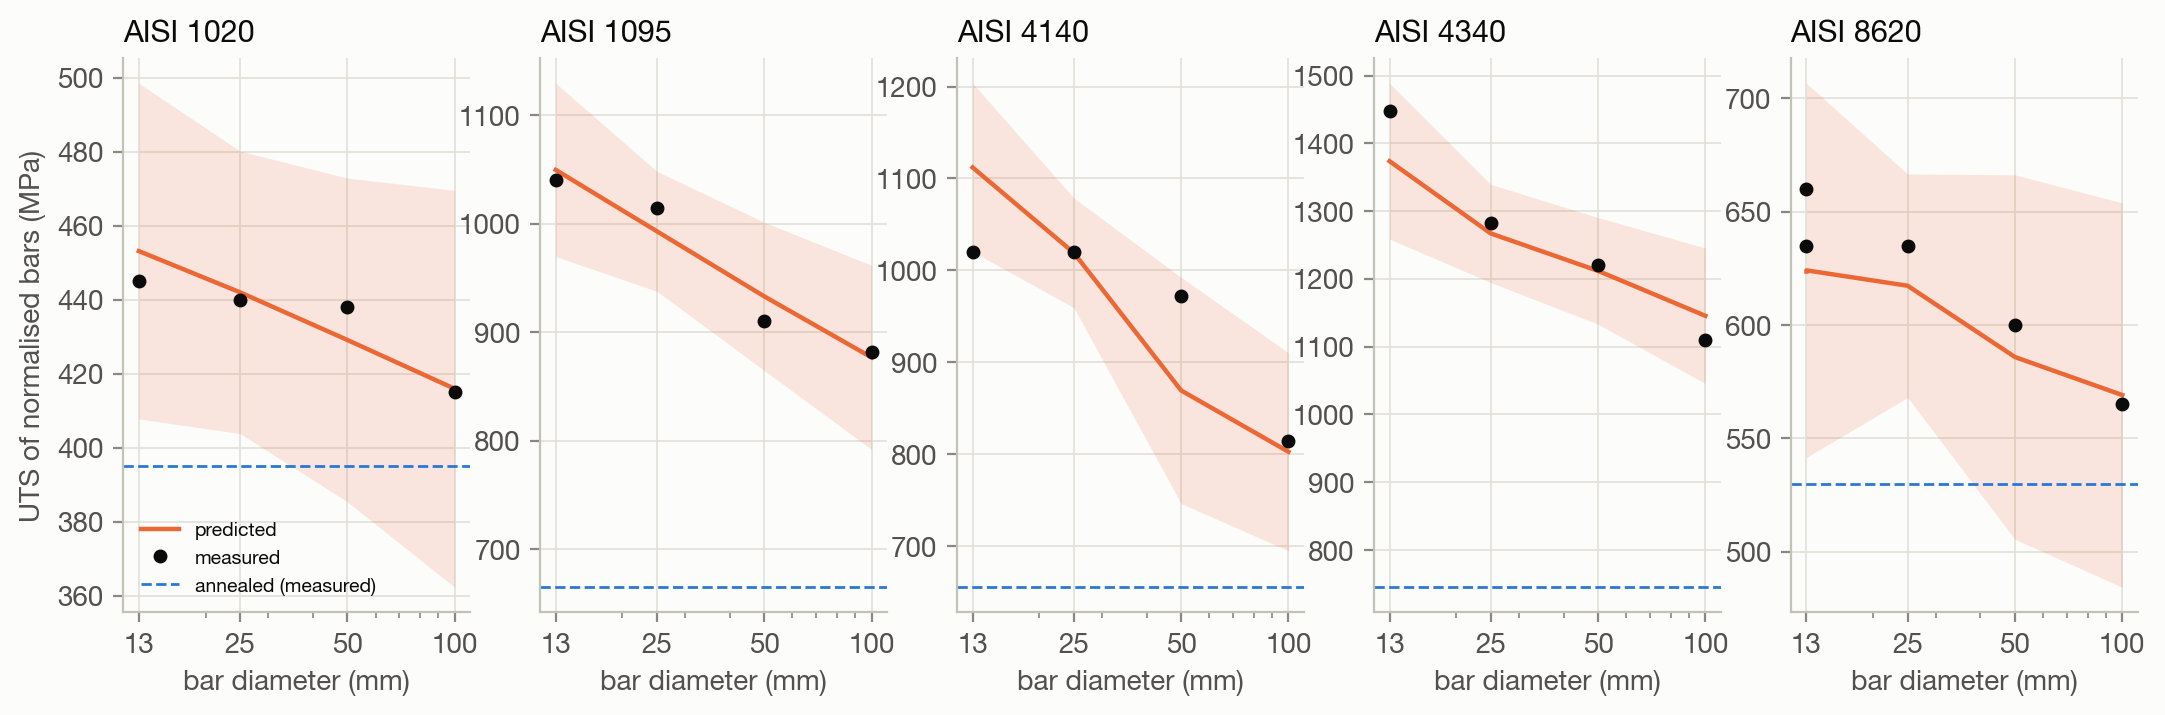 AISI 1020
AISI 1095
AISI 4140
AISI 4340
AISI 8620
UTS of normalised bars (MPa)
500
480
460
440
420
400
380
360
predicted
measured
annealed (measured)
13 25 50 100
bar diameter (mm)
1100
1000
900
800
700
13 25 50 100
bar diameter (mm)
1200
1100
1000
900
800
700
13 25 50 100
bar diameter (mm)
1500
1400
1300
1200
1100
1000
900
800
13 25 50 100
bar diameter (mm)
700
650
600
550
500
13 25 50 100
bar diameter (mm)